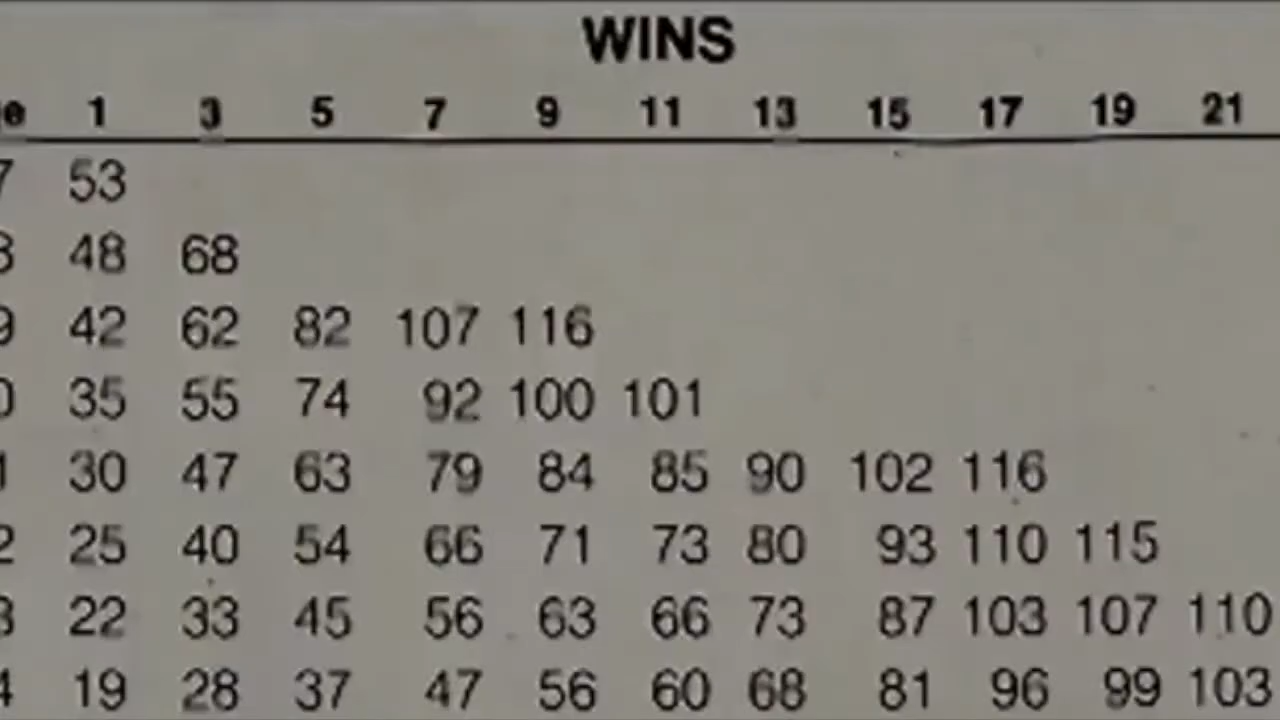 WINS
e 1 3 5 7 9 11 13 15 17 19 21
7 53
8 48 68
9 42 62 82 107 116
0 35 55 74 92 100 101
1 30 47 63 79 84 85 90 102 116
2 25 40 54 66 71 73 80 93 110 115
3 22 33 45 56 63 66 73 87 103 107 110
4 19 28 37 47 56 60 68 81 96 99 103